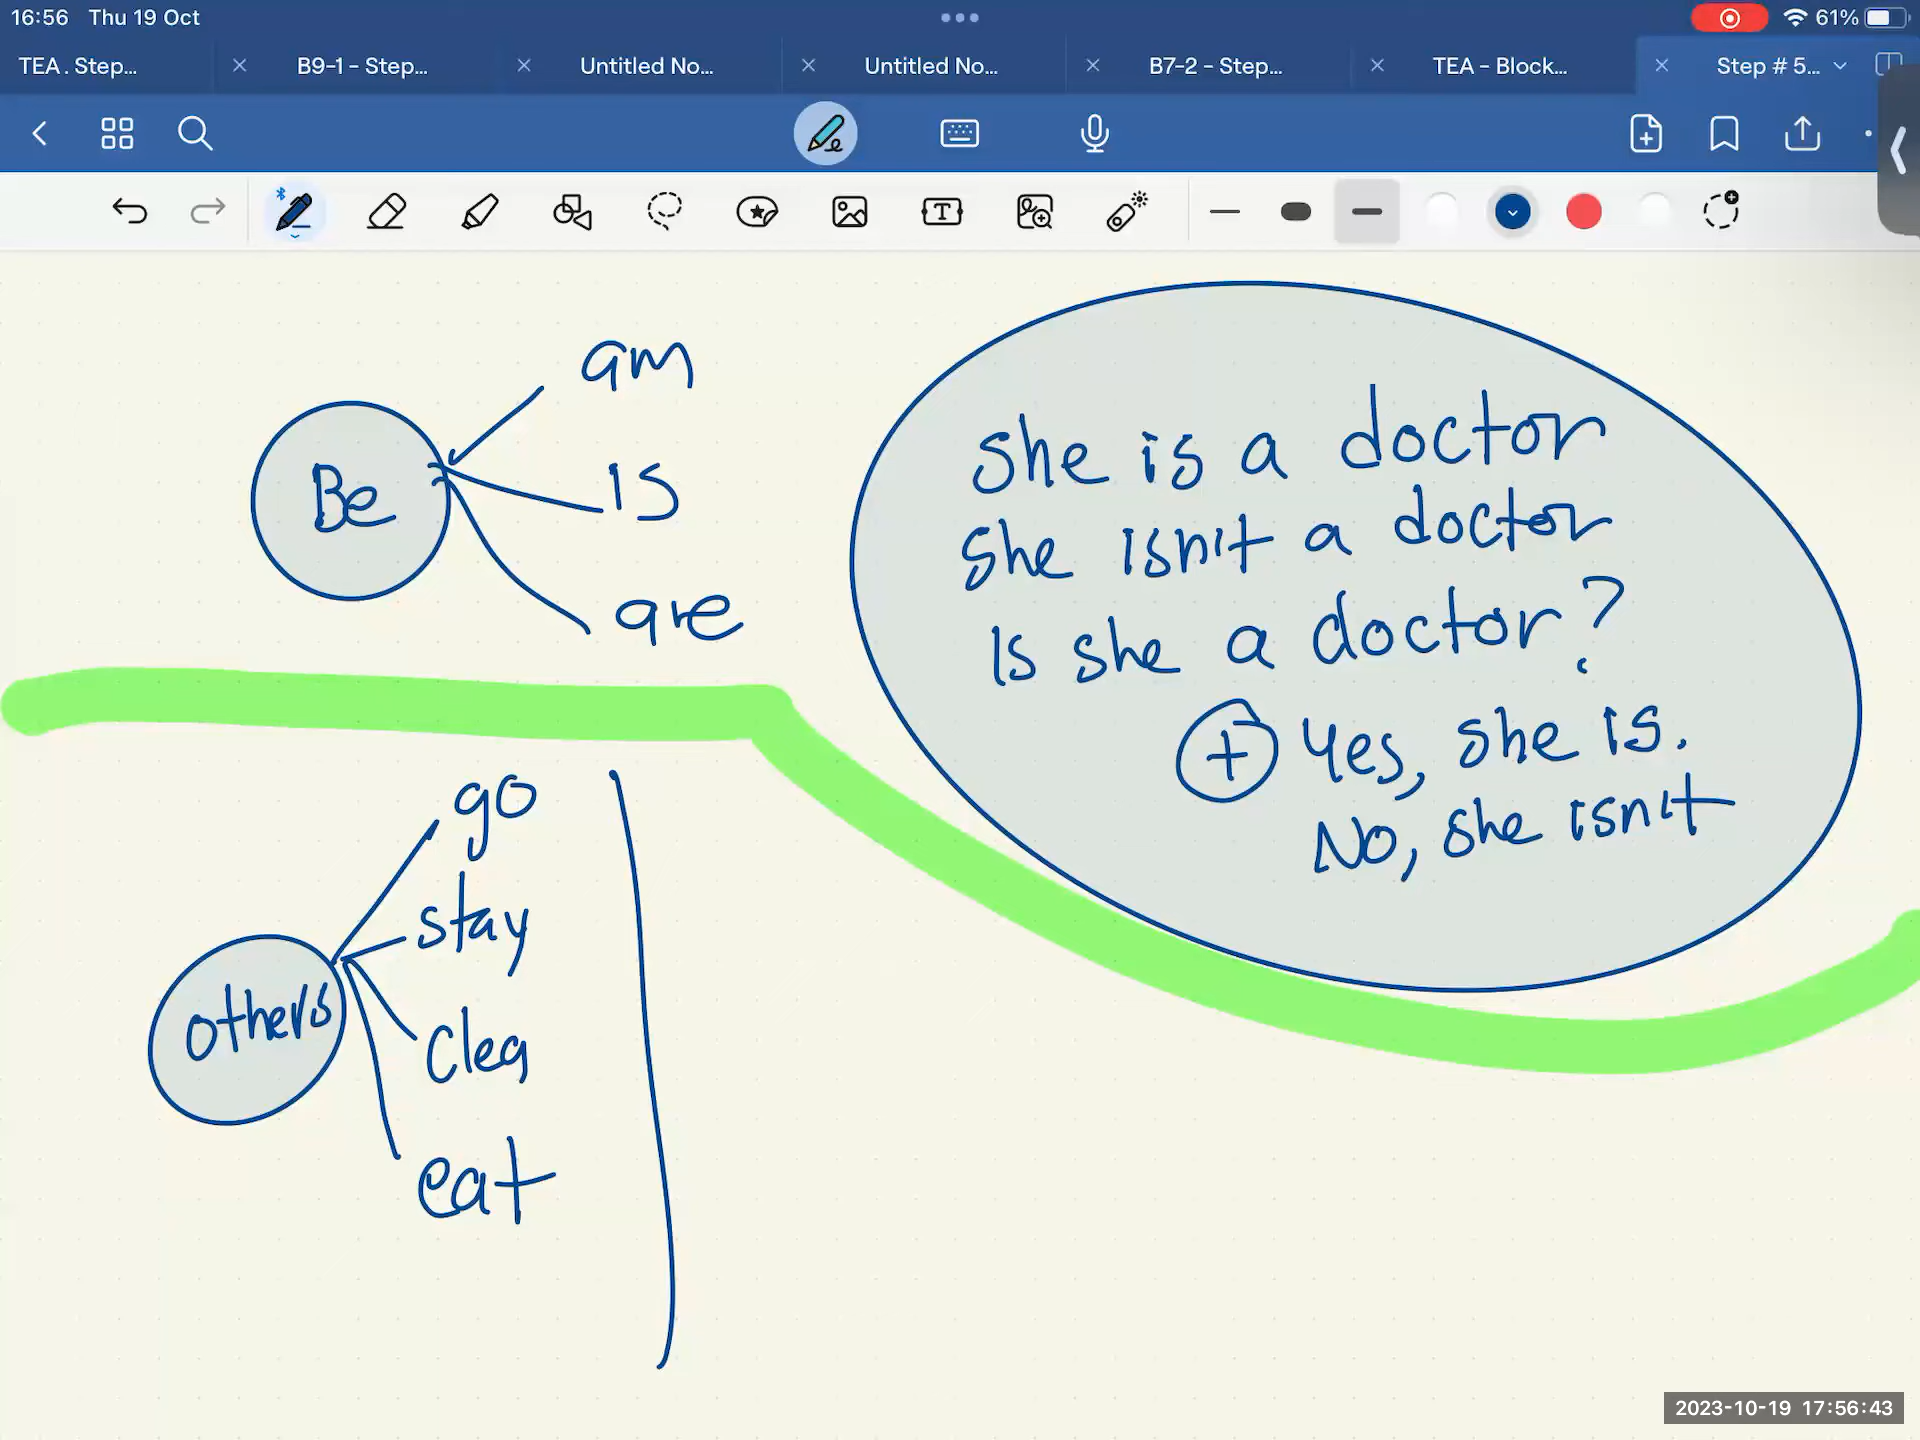 16:56 Thu 19 Oct
61%
TEA . Step...
B9-1 - Step...
Untitled No...
Untitled No...
B7-2 - Step...
TEA - Block...
Step # 5...
am
Be
is
are
She is a doctor
She isn't a doctor
Is she a doctor?
+ Yes, she is.
No, she isn't
go
stay
others
Clea
eat
2023-10-19 17:56:43